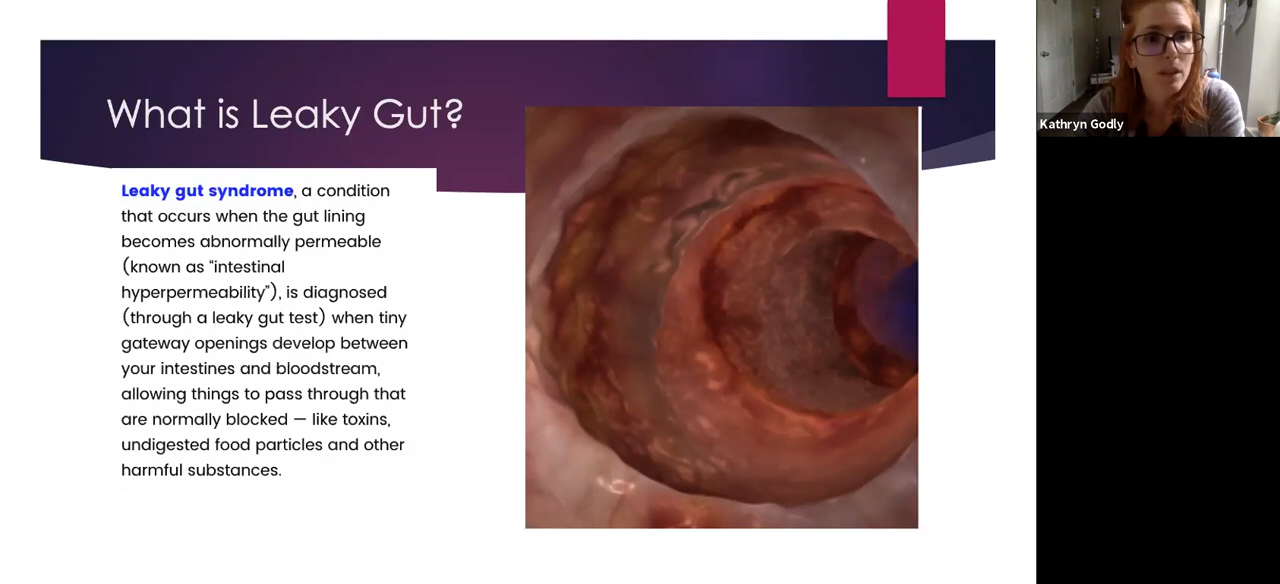 What is Leaky Gut?
Leaky gut syndrome, a condition
that occurs when the gut lining
becomes abnormally permeable
(known as “intestinal
hyperpermeability”), is diagnosed
(through a leaky gut test) when tiny
gateway openings develop between
your intestines and bloodstream,
allowing things to pass through that
are normally blocked — like toxins,
undigested food particles and other
harmful substances.
Kathryn Godly